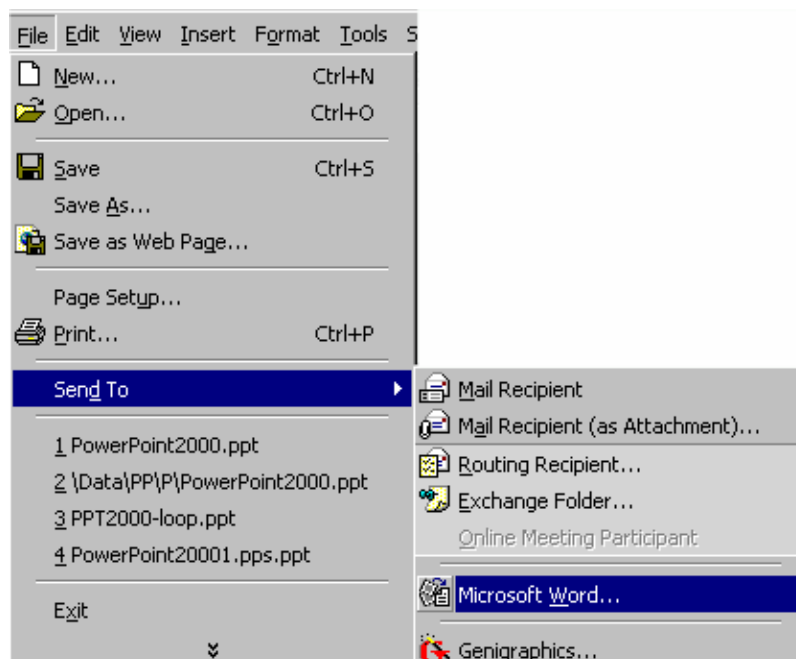 File Edit View Insert Format Tools S
New... Ctrl+N
Open... Ctrl+O
Save Ctrl+S
Save As...
Save as Web Page...
Page Setup...
Print... Ctrl+P
Send To
1 PowerPoint2000.ppt
2 \Data\PP\P\PowerPoint2000.ppt
3 PPT2000-loop.ppt
4 PowerPoint20001.pps.ppt
Exit
Mail Recipient
Mail Recipient (as Attachment)...
Routing Recipient...
Exchange Folder...
Online Meeting Participant
Microsoft Word...
Genigraphics...